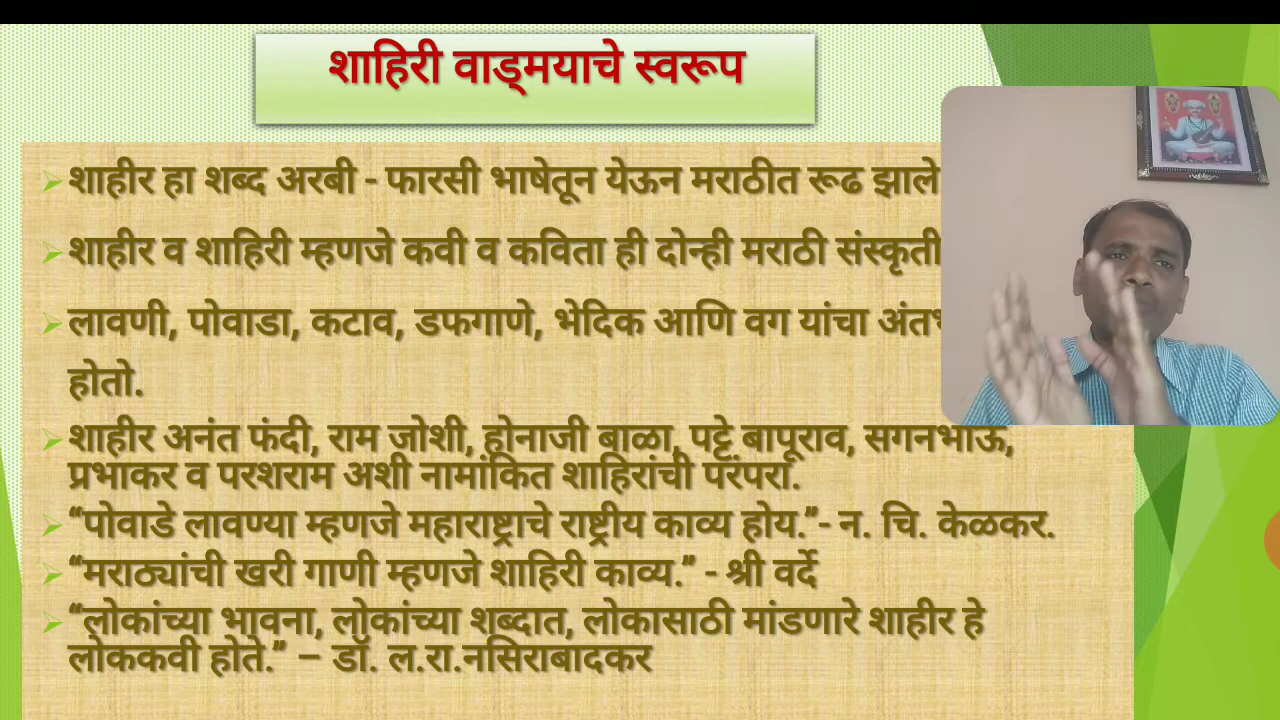 शाहिरी वाड्मयाचे स्वरूप
शाहीर हा शब्द अरबी - फारसी भाषेतून येऊन मराठीत रूढ झाले
शाहीर व शाहिरी म्हणजे कवी व कविता ही दोन्ही मराठी संस्कृती
लावणी, पोवाडा, कटाव, डफगाणे, भेदिक आणि वग यांचा
होतो.
शाहीर अनंत फंदी, राम जोशी, होनाजी बाळा, पट्टे बापूराव, सगनभाऊ,
प्रभाकर व परशराम अशी नामांकित शाहिरांची परंपरा.
“पोवाडे लावण्या म्हणजे महाराष्ट्राचे राष्ट्रीय काव्य होय.”- न. चि. केळकर.
“मराठ्यांची खरी गाणी म्हणजे शाहिरी काव्य.” - श्री वर्दे
“लोकांच्या भावना, लोकांच्या शब्दात, लोकासाठी मांडणारे शाहीर हे
लोककवी होते.” – डॉ. ल.रा.नसिराबादकर